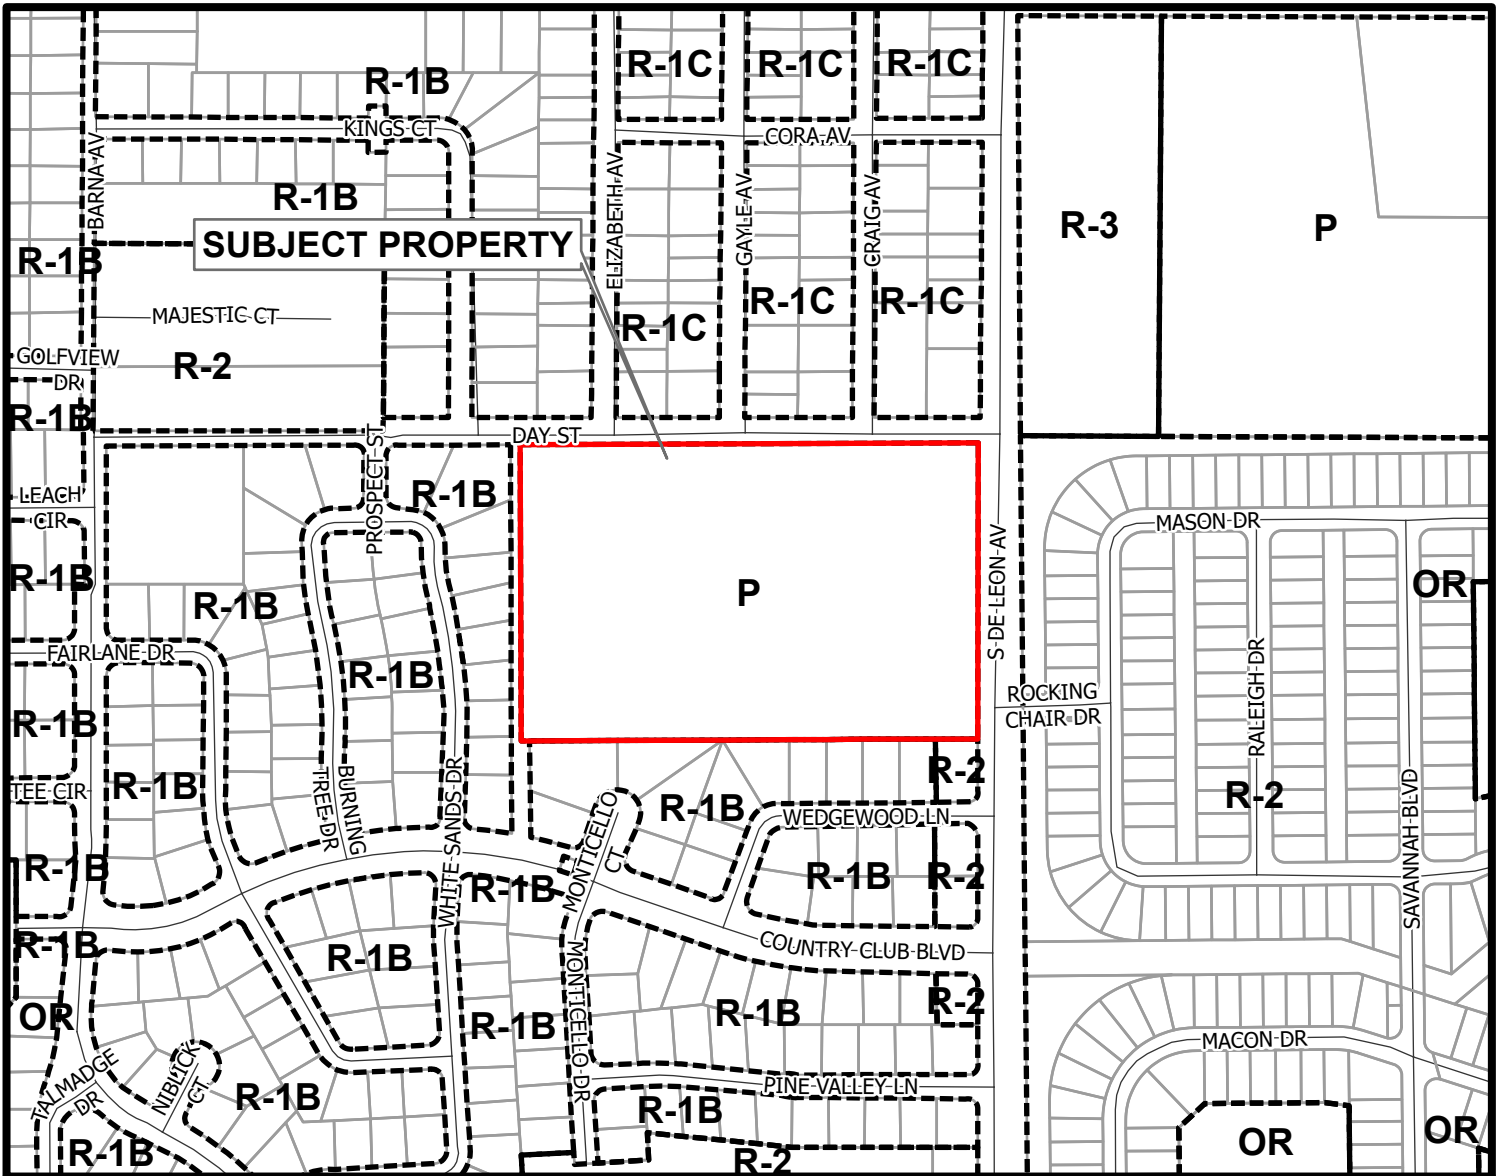 R-1C
R-1C
R-1C
R-1B
KINGS CT
CORA AV
BARNA AV
ELIZABETH AV
GAYLE AV
CRAIG AV
R-1B
R-3
P
SUBJECT PROPERTY
R-1B
R-1C
R-1C
R-1C
MAJESTIC CT
GOLFVIEW
DR
R-2
R-1B
DAY ST
PROSPECT ST
LEACH
CIR
R-1B
MASON DR
R-1B
R-1B
P
S DE LEON AV
OR
FAIRLANE DR
R-1B
RALEIGH DR
ROCKING
CHAIR DR
R-1B
TEE CIR
R-1B
BURNING
TREE DR
WHITE SANDS DR
R-2
R-2
SAVANNAH BLVD
MONTICELLO
CT
R-1B
WEDGEWOOD LN
R-1B
R-1B
R-1B
R-2
R-1B
R-1B
COUNTRY CLUB BLVD
MONTICELLO DR
R-2
R-1B
R-1B
OR
MACON DR
TALMADGE
DR
NIBLICK
CT
PINE VALLEY LN
R-1B
R-1B
R-1B
R-2
OR
OR